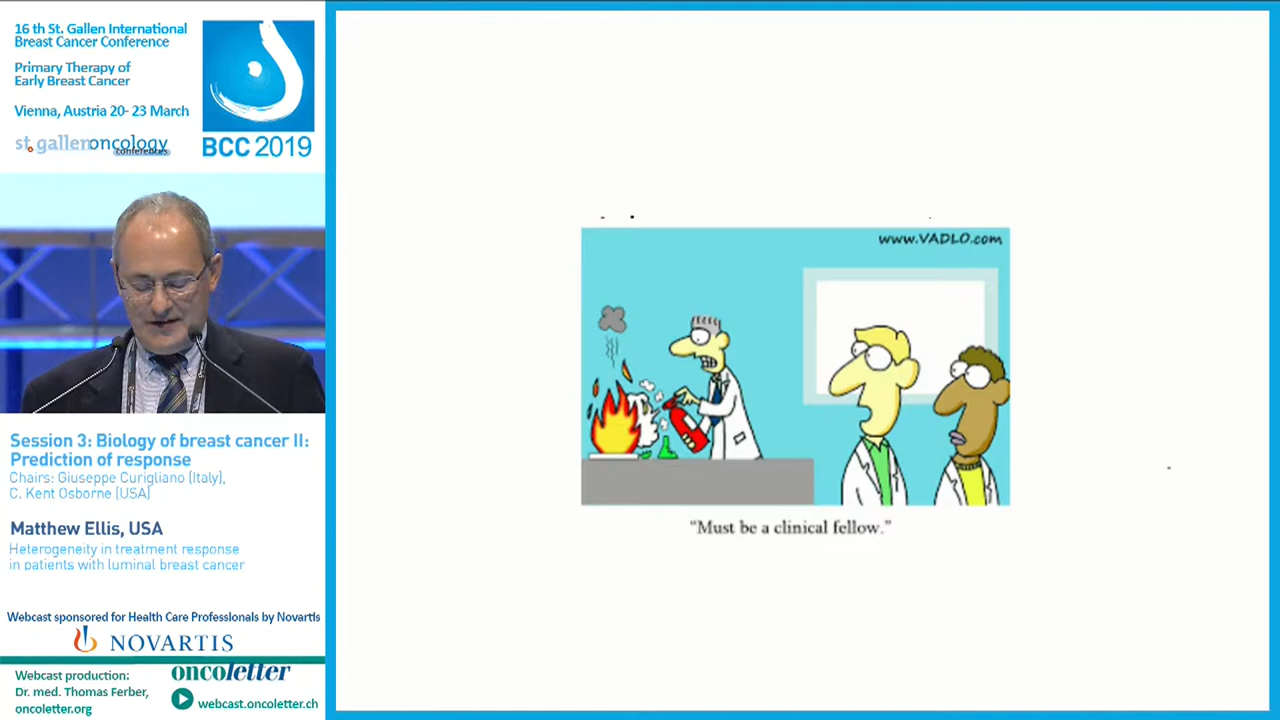 16 th St. Gallen International
Breast Cancer Conference
Primary Therapy of
Early Breast Cancer
Vienna, Austria 20- 23 March
st.gallenoncology
conferences
BCC 2019
Session 3: Biology of breast cancer II:
Prediction of response
Chairs: Giuseppe Curigliano (Italy),
C. Kent Osborne (USA)
Matthew Ellis, USA
Heterogeneity in treatment response
in patients with luminal breast cancer
Webcast sponsored for Health Care Professionals by Novartis
NOVARTIS
Webcast production:
Dr. med. Thomas Ferber,
oncoletter.org
oncoletter
webcast.oncoletter.ch
www.VADLO.com
“Must be a clinical fellow.”